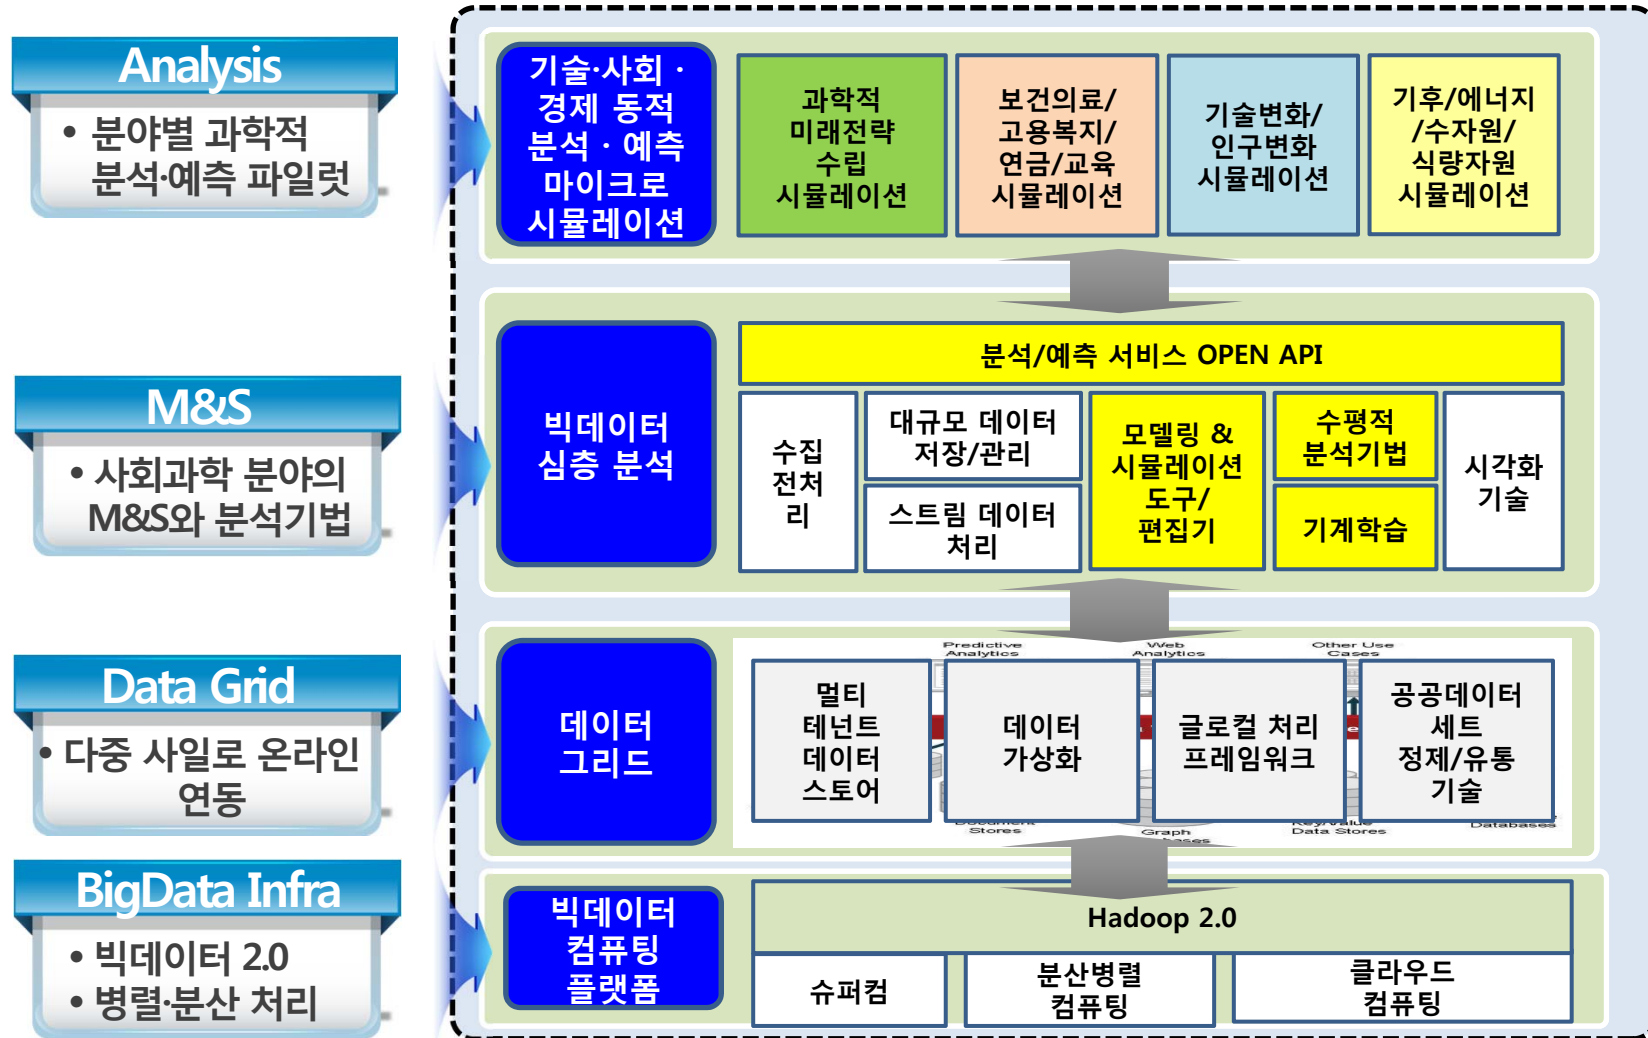 Analysis
• 분야별 과학적
분석·예측 파일럿
기술·사회 ·
경제 동적
분석 · 예측
마이크로
시뮬레이션
과학적
미래전략
수립
시뮬레이션
보건의료/
고용복지/
연금/교육
시뮬레이션
기술변화/
인구변화
시뮬레이션
기후/에너지
/수자원/
식량자원
시뮬레이션
M&S
• 사회과학 분야의
M&S와 분석기법
빅데이터
심층 분석
분석/예측 서비스 OPEN API
수집
전처
리
대규모 데이터
저장/관리
스트림 데이터
처리
모델링 &
시뮬레이션
도구/
편집기
수평적
분석기법
기계학습
시각화
기술
Data Grid
• 다중 사일로 온라인
연동
데이터
그리드
Predictive
Analytics
Web
Analytics
Other Use
Cases
멀티
테넌트
데이터
스토어
데이터
가상화
글로컬 처리
프레임워크
공공데이터
세트
정제/유통
기술
Document
Stores
Graph
Key/Value
Data Stores
Databases
BigData Infra
• 빅데이터 2.0
• 병렬·분산 처리
빅데이터
컴퓨팅
플랫폼
Hadoop 2.0
슈퍼컴
분산병렬
컴퓨팅
클라우드
컴퓨팅